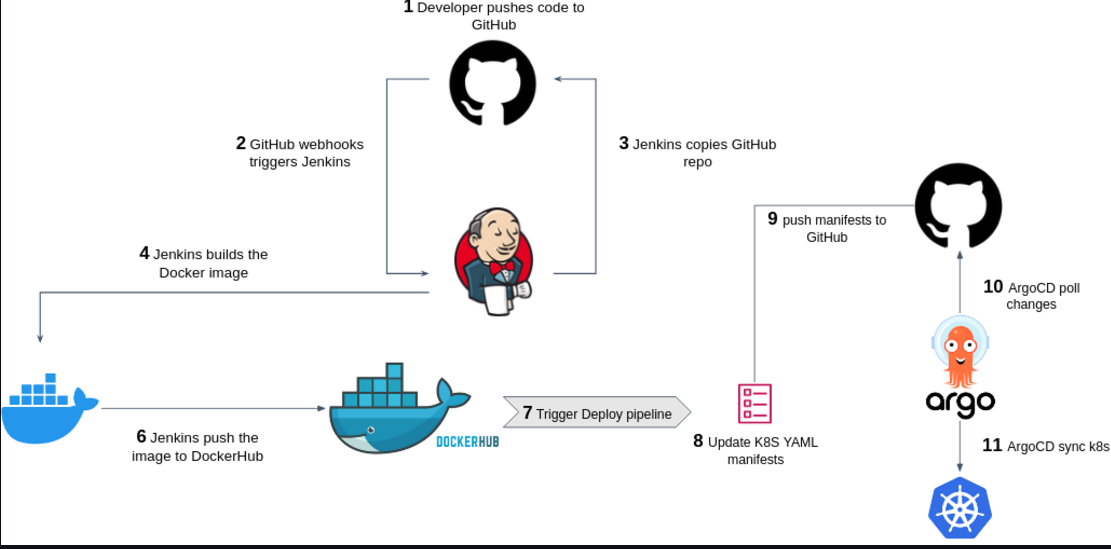 1 Developer pushes code to
GitHub
2 GitHub webhooks
triggers Jenkins
3 Jenkins copies GitHub
repo
4 Jenkins builds the
Docker image
6 Jenkins push the
image to DockerHub
DOCKERHUB
7 Trigger Deploy pipeline
8 Update K8S YAML
manifests
9 push manifests to
GitHub
10 ArgoCD poll
changes
argo
11 ArgoCD sync k8s